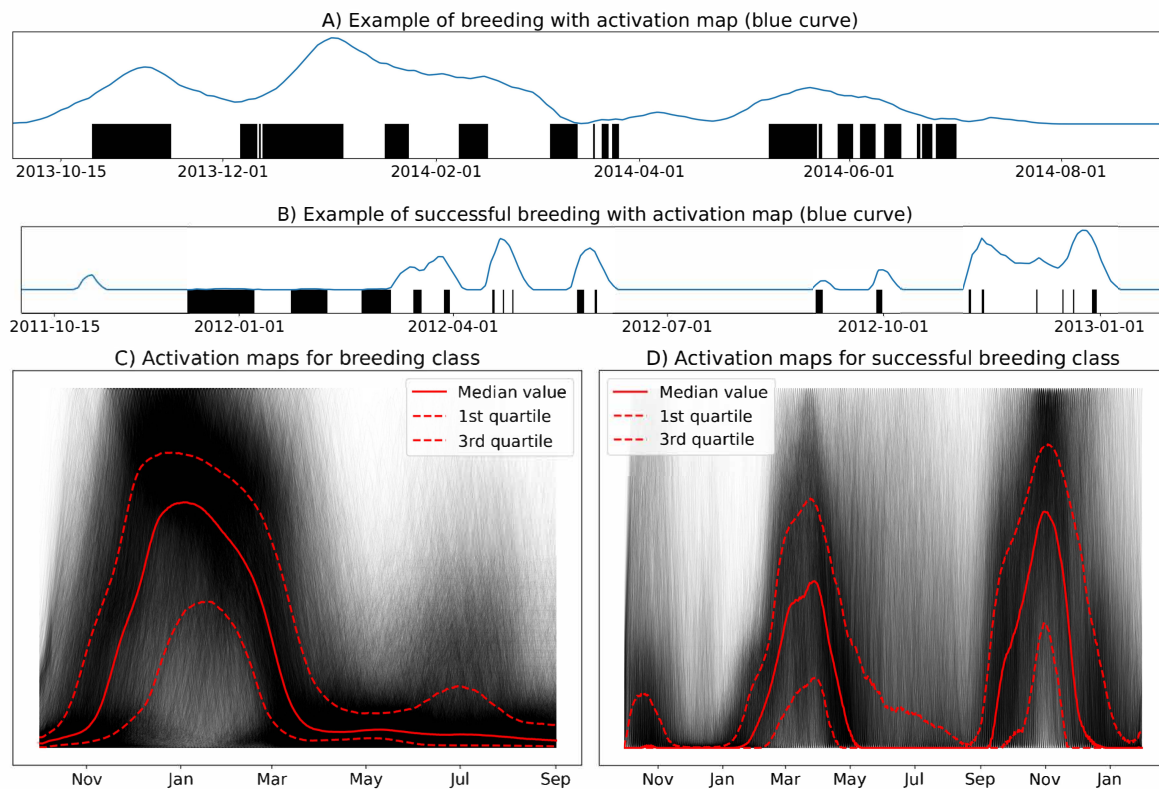 A) Example of breeding with activation map (blue curve)
2013-10-15 2013-12-01 2014-02-01 2014-04-01 2014-06-01 2014-08-01
B) Example of successful breeding with activation map (blue curve)
2011-10-15 2012-01-01 2012-04-01 2012-07-01 2012-10-01 2013-01-01
C) Activation maps for breeding class
Median value
1st quartile
3rd quartile
Nov Jan Mar May Jul Sep
D) Activation maps for successful breeding class
Median value
1st quartile
3rd quartile
Nov Jan Mar May Jul Sep Nov Jan